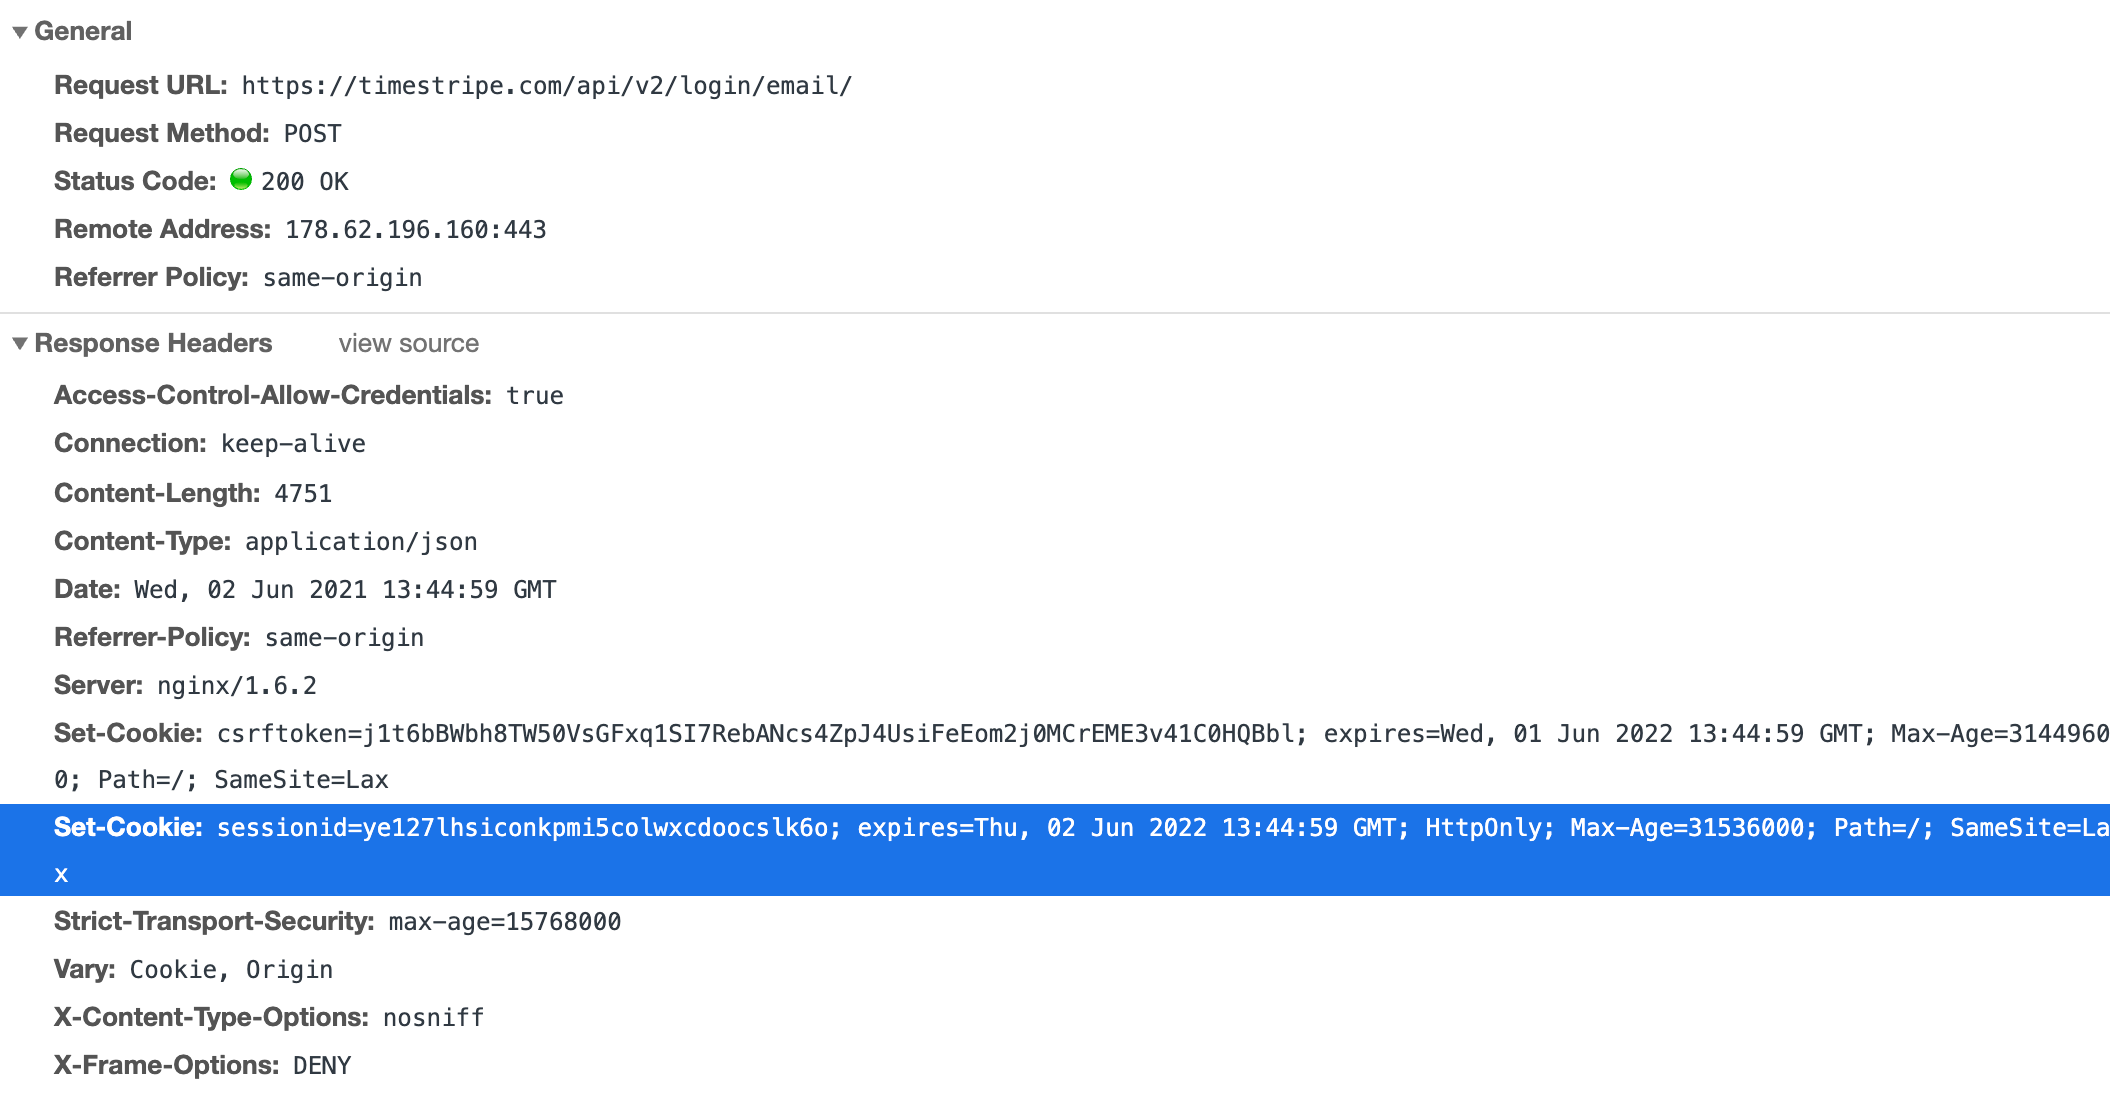 General
Request URL: https://timestripe.com/api/v2/login/email/
Request Method: POST
Status Code: 200 OK
Remote Address: 178.62.196.160:443
Referrer Policy: same-origin
Response Headers view source
Access-Control-Allow-Credentials: true
Connection: keep-alive
Content-Length: 4751
Content-Type: application/json
Date: Wed, 02 Jun 2021 13:44:59 GMT
Referrer-Policy: same-origin
Server: nginx/1.6.2
Set-Cookie: csrftoken=j1t6bBWbh8TW50VsGFxq1SI7RebANcs4ZpJ4UsiFeEom2j0MCrEME3v41C0HQBbl; expires=Wed, 01 Jun 2022 13:44:59 GMT; Max-Age=3144960
0; Path=/; SameSite=Lax
Set-Cookie: sessionid=ye127lhsiconkpmi5colwxcdoocslk6o; expires=Thu, 02 Jun 2022 13:44:59 GMT; HttpOnly; Max-Age=31536000; Path=/; SameSite=La
x
Strict-Transport-Security: max-age=15768000
Vary: Cookie, Origin
X-Content-Type-Options: nosniff
X-Frame-Options: DENY